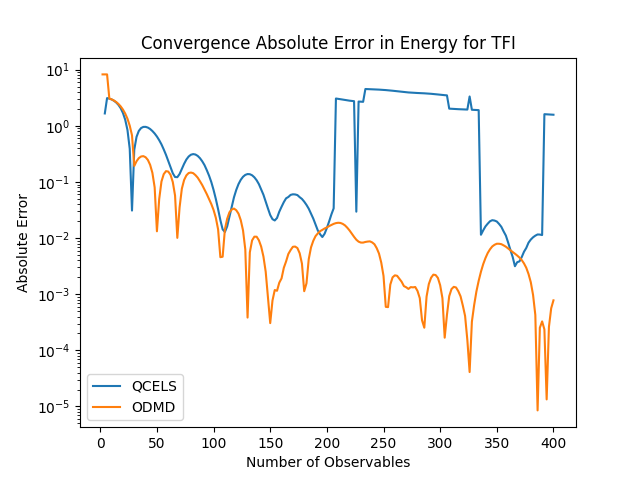 Convergence Absolute Error in Energy for TFI
Absolute Error
10^1
10^0
10^−1
10^−2
10^−3
10^−4
10^−5
QCELS
ODMD
0 50 100 150 200 250 300 350 400
Number of Observables